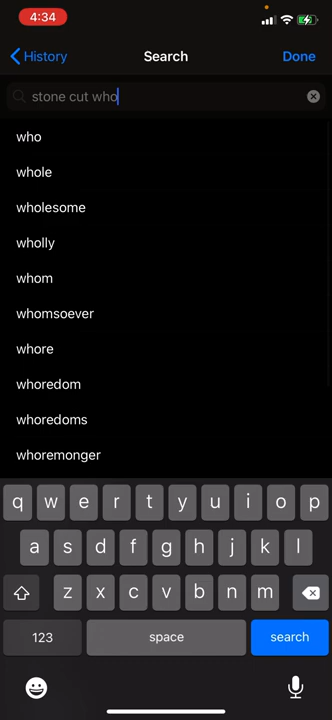 4:34
History Search Done
stone cut who
who
whole
wholesome
wholly
whom
whomsoever
whore
whoredom
whoredoms
whoremonger
q w e r t y u i o p
a s d f g h j k l
z x c v b n m
123 space search